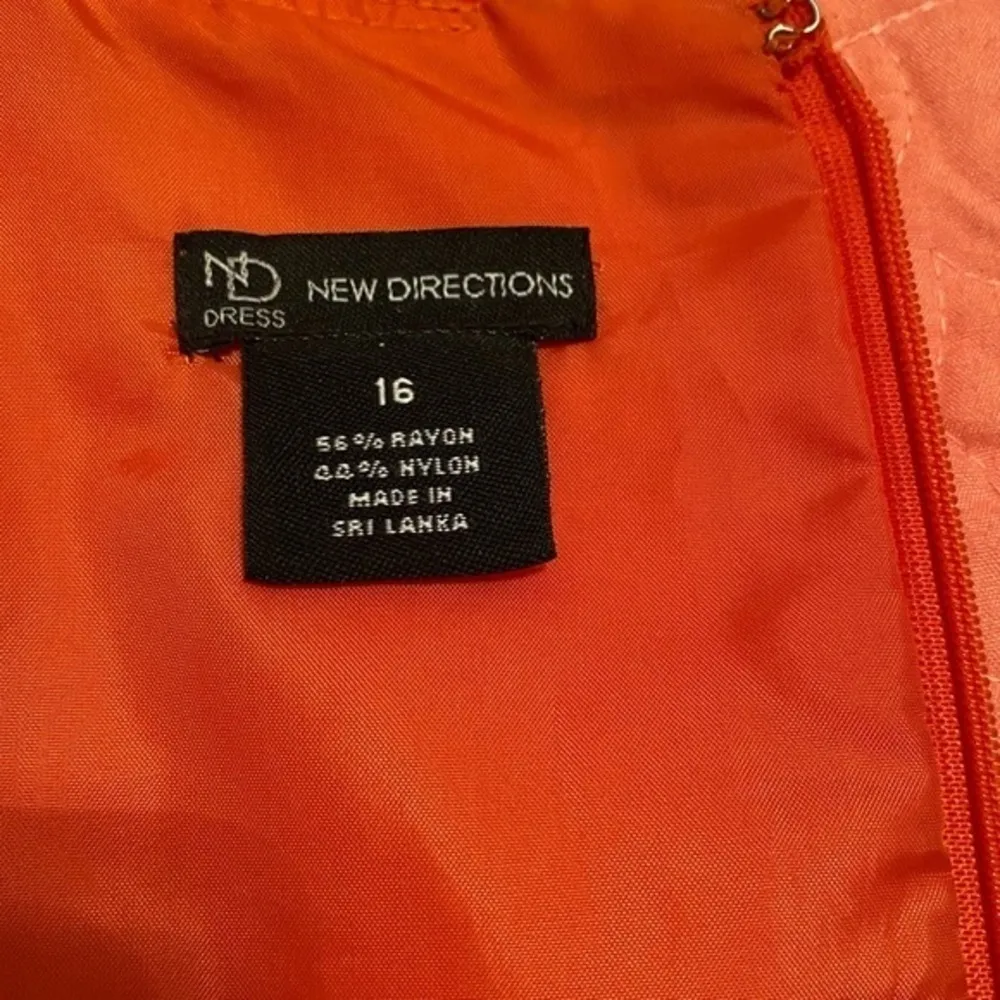 ND
DRESS
NEW DIRECTIONS
16
56% RAYON
44% NYLON
MADE IN
SRI LANKA